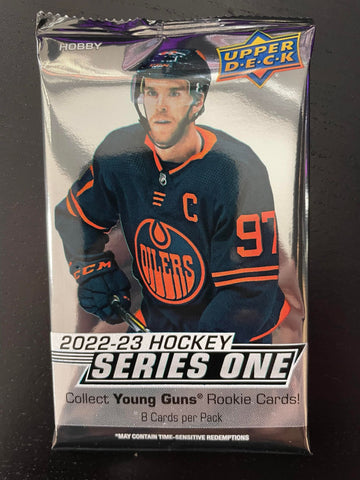 HOBBY
UPPER
D.E.C.K
C
97
OILERS
CCM
2022-23 HOCKEY
SERIES ONE
Collect Young Guns® Rookie Cards!
8 Cards per Pack
*MAY CONTAIN TIME-SENSITIVE REDEMPTIONS